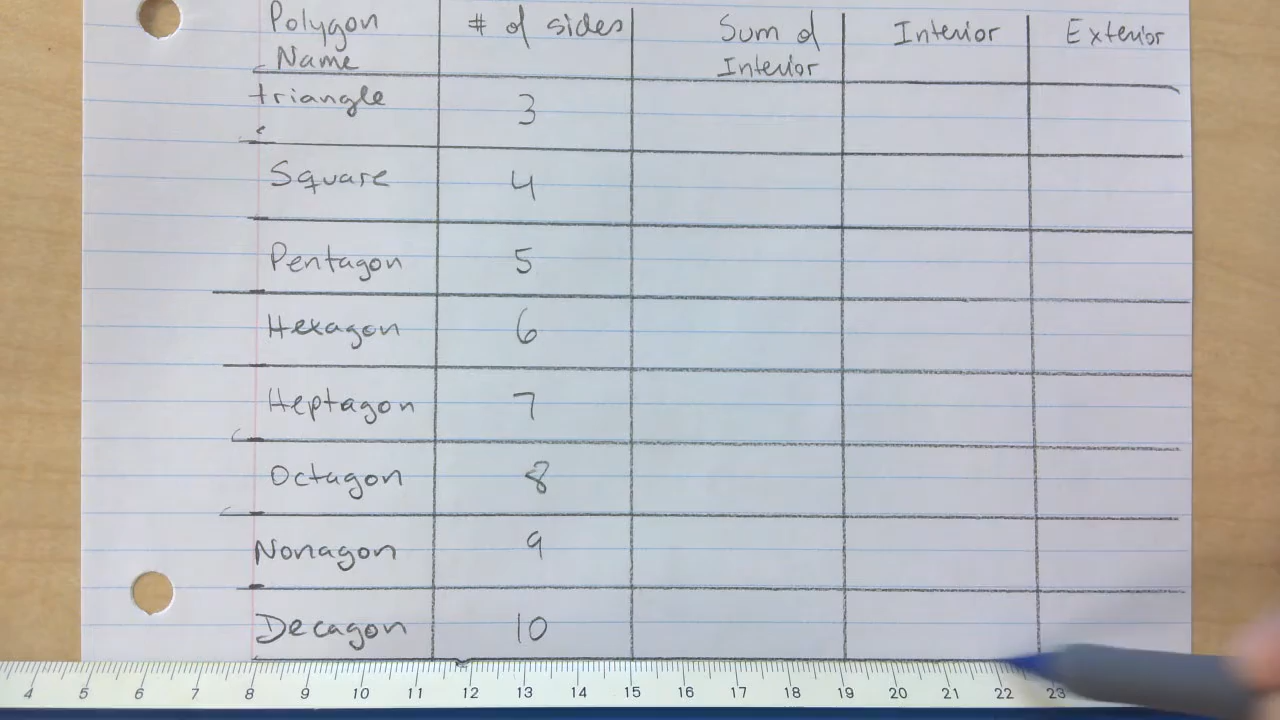 Polygon Name # of sides Sum of Interior Interior Exterior
triangle 3
Square 4
Pentagon 5
Hexagon 6
Heptagon 7
Octagon 8
Nonagon 9
Decagon 10
4 5 6 7 8 9 10 11 12 13 14 15 16 17 18 19 20 21 22 23